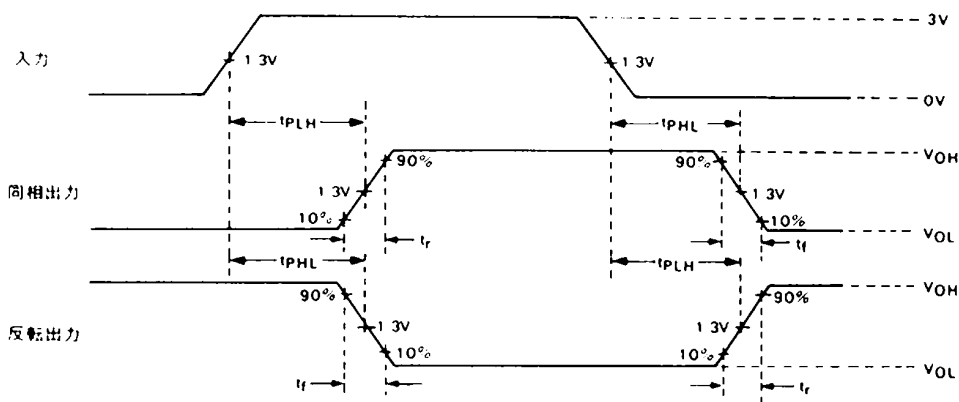 3V
入力
1 3V
1 3V
0V
tPLH
tPHL
90%
90%
VOH
同相出力
1 3V
1 3V
10%
10%
tr
tf
VOL
tPHL
tPLH
90%
90%
VOH
反転出力
1 3V
1 3V
10%
10%
VOL
tf
tr